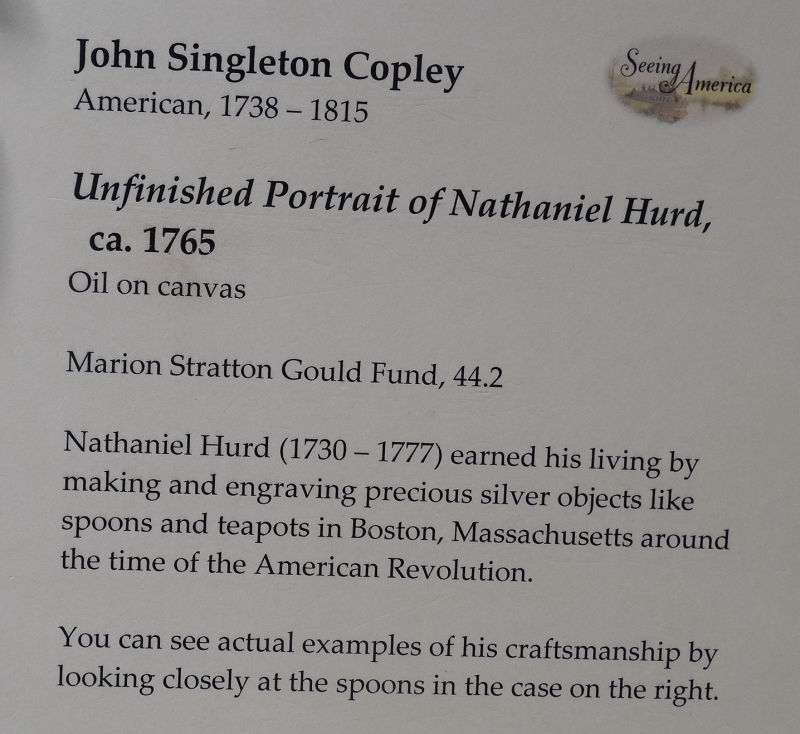 John Singleton Copley
American, 1738 – 1815
Seeing America
Unfinished Portrait of Nathaniel Hurd,
ca. 1765
Oil on canvas
Marion Stratton Gould Fund, 44.2
Nathaniel Hurd (1730 – 1777) earned his living by
making and engraving precious silver objects like
spoons and teapots in Boston, Massachusetts around
the time of the American Revolution.
You can see actual examples of his craftsmanship by
looking closely at the spoons in the case on the right.